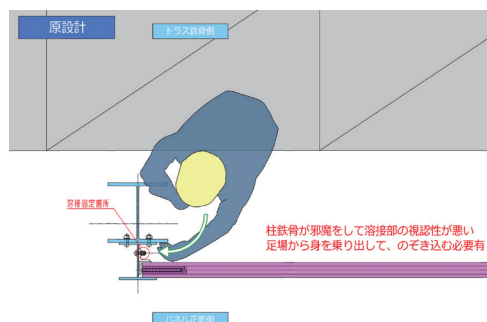 原設計
トラス鉄骨側
溶接固定箇所
柱鉄骨が邪魔をして溶接部の視認性が悪い
足場から身を乗り出して、のぞき込む必要有
パネル正面側